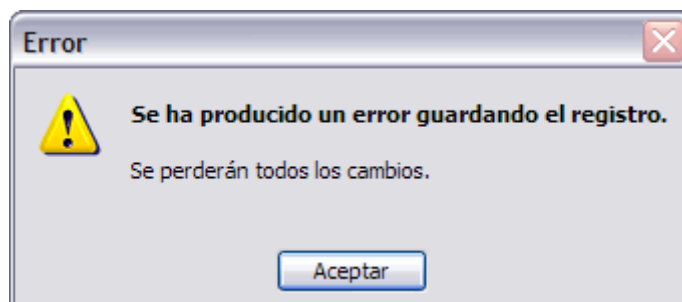 Error
Se ha producido un error guardando el registro.
Se perderán todos los cambios.
Aceptar